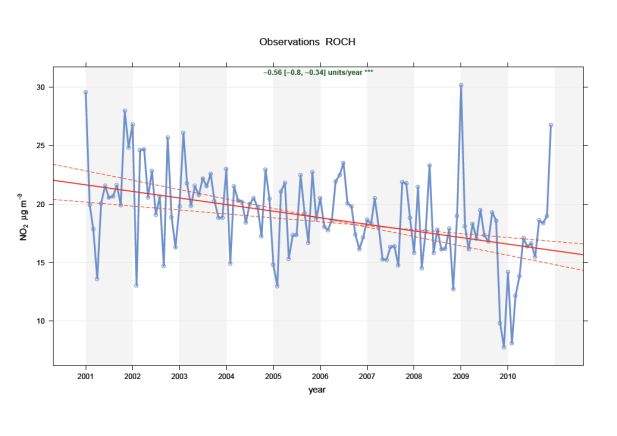 Observations ROCH
−0.56 [−0.8, −0.34] units/year ***
30
25
20
15
10
NO₂ µg m⁻³
2001 2002 2003 2004 2005 2006 2007 2008 2009 2010
year